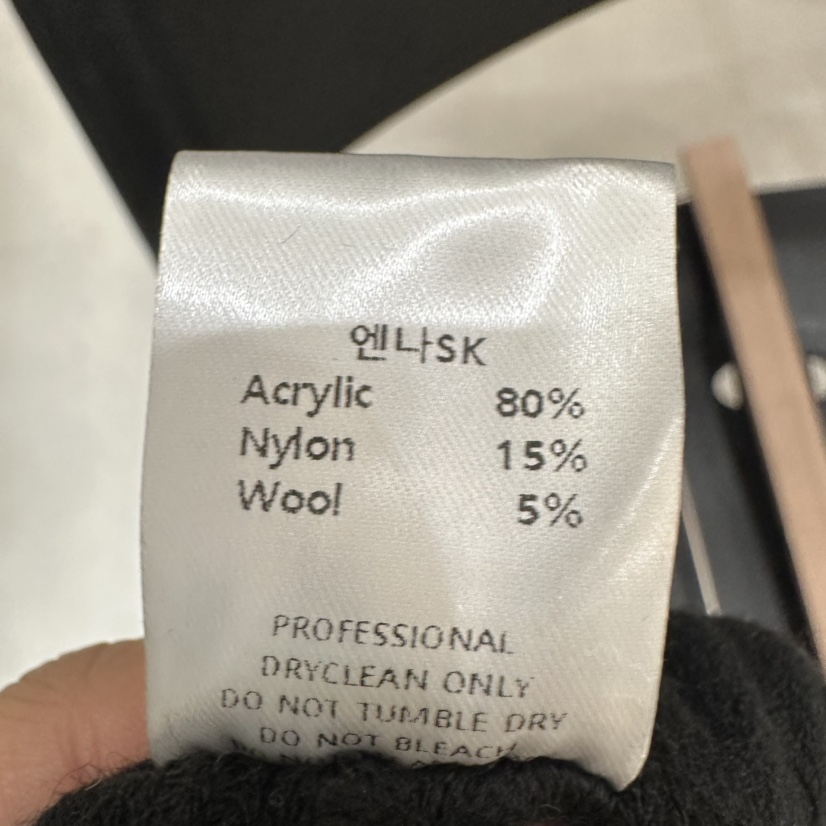 엔나SK
Acrylic 80%
Nylon 15%
Wool 5%
PROFESSIONAL
DRYCLEAN ONLY
DO NOT TUMBLE DRY
DO NOT BLEACH